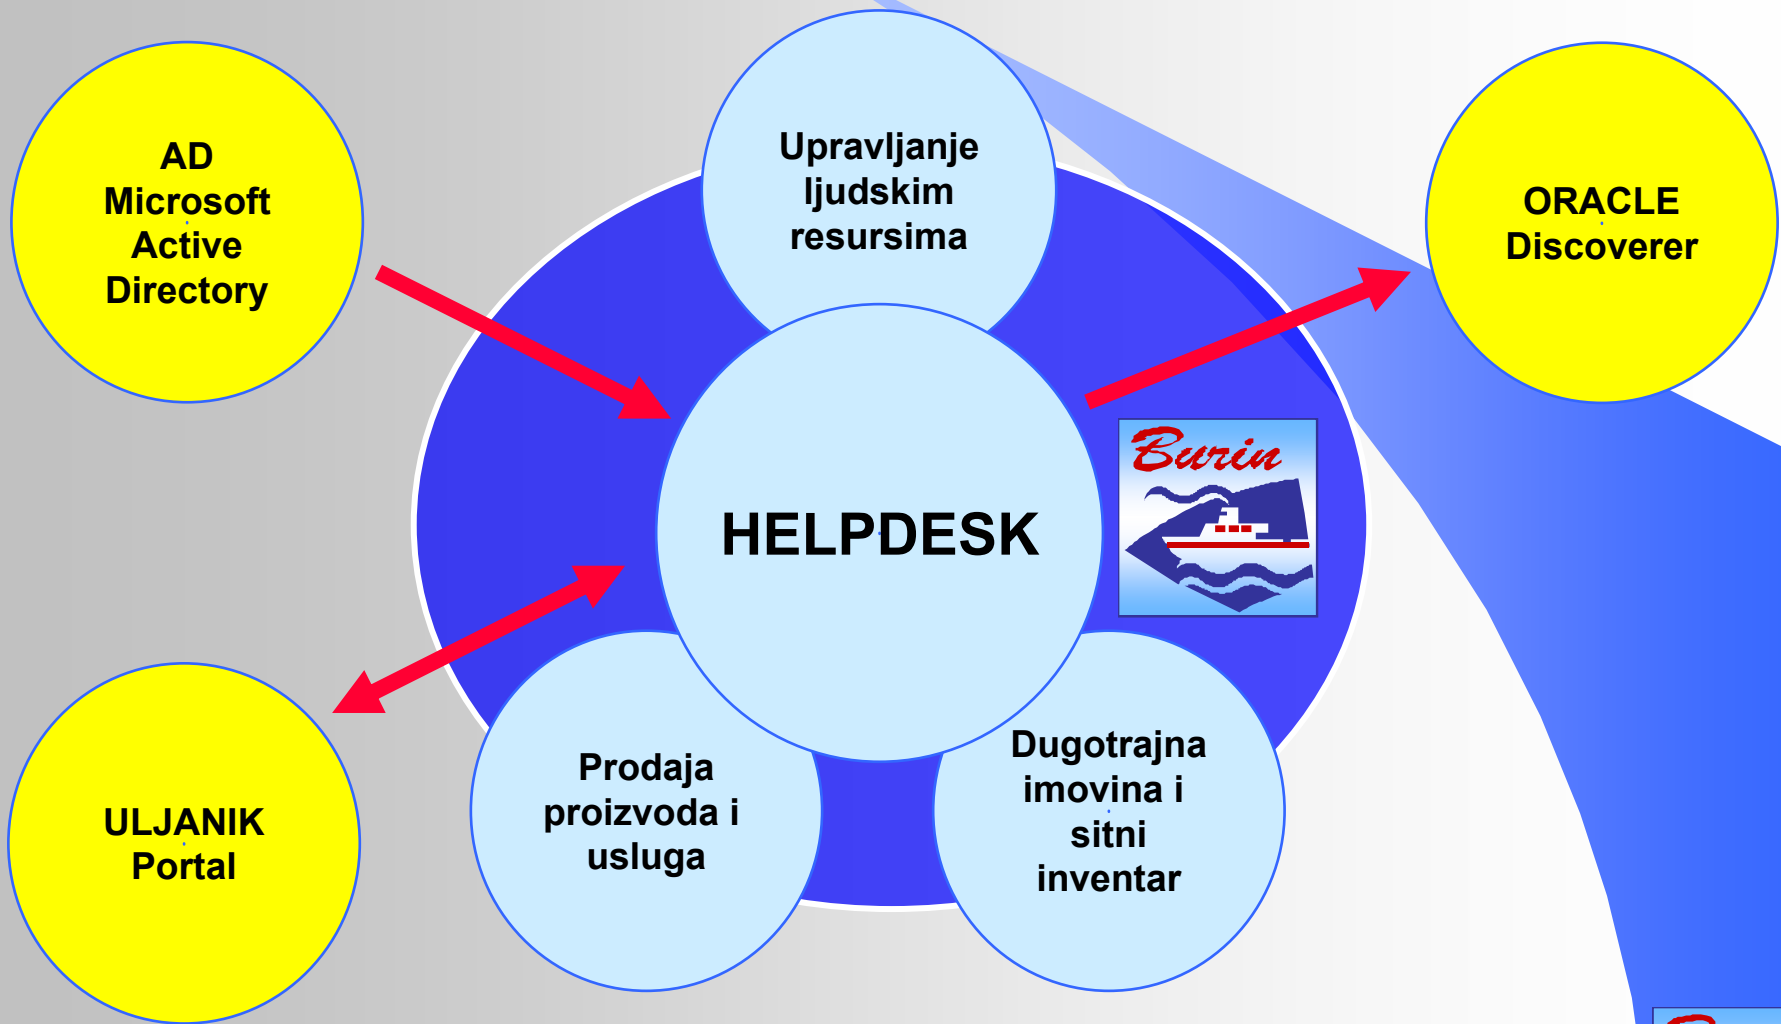 AD
Microsoft
Active
Directory
Upravljanje
ljudskim
resursima
ORACLE
Discoverer
HELPDESK
Burin
ULJANIK
Portal
Prodaja
proizvoda i
usluga
Dugotrajna
imovina i
sitni
inventar